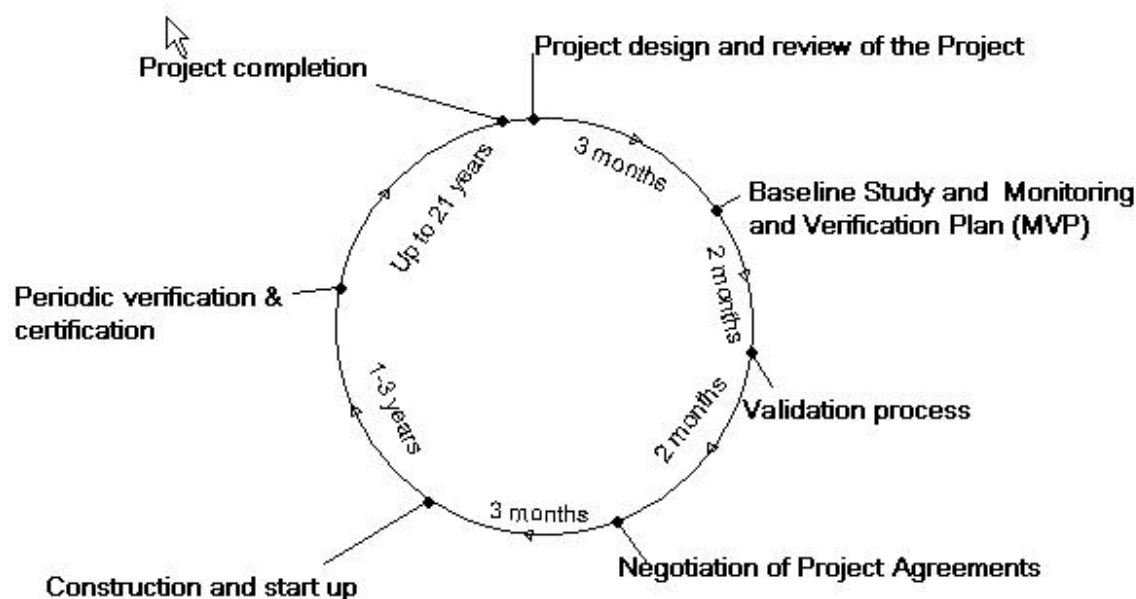 Project completion
Project design and review of the Project
3 months
Baseline Study and Monitoring
and Verification Plan (MVP)
2 months
Validation process
2 months
Negotiation of Project Agreements
3 months
Construction and start up
1-3 years
Periodic verification &
certification
Up to 21 years